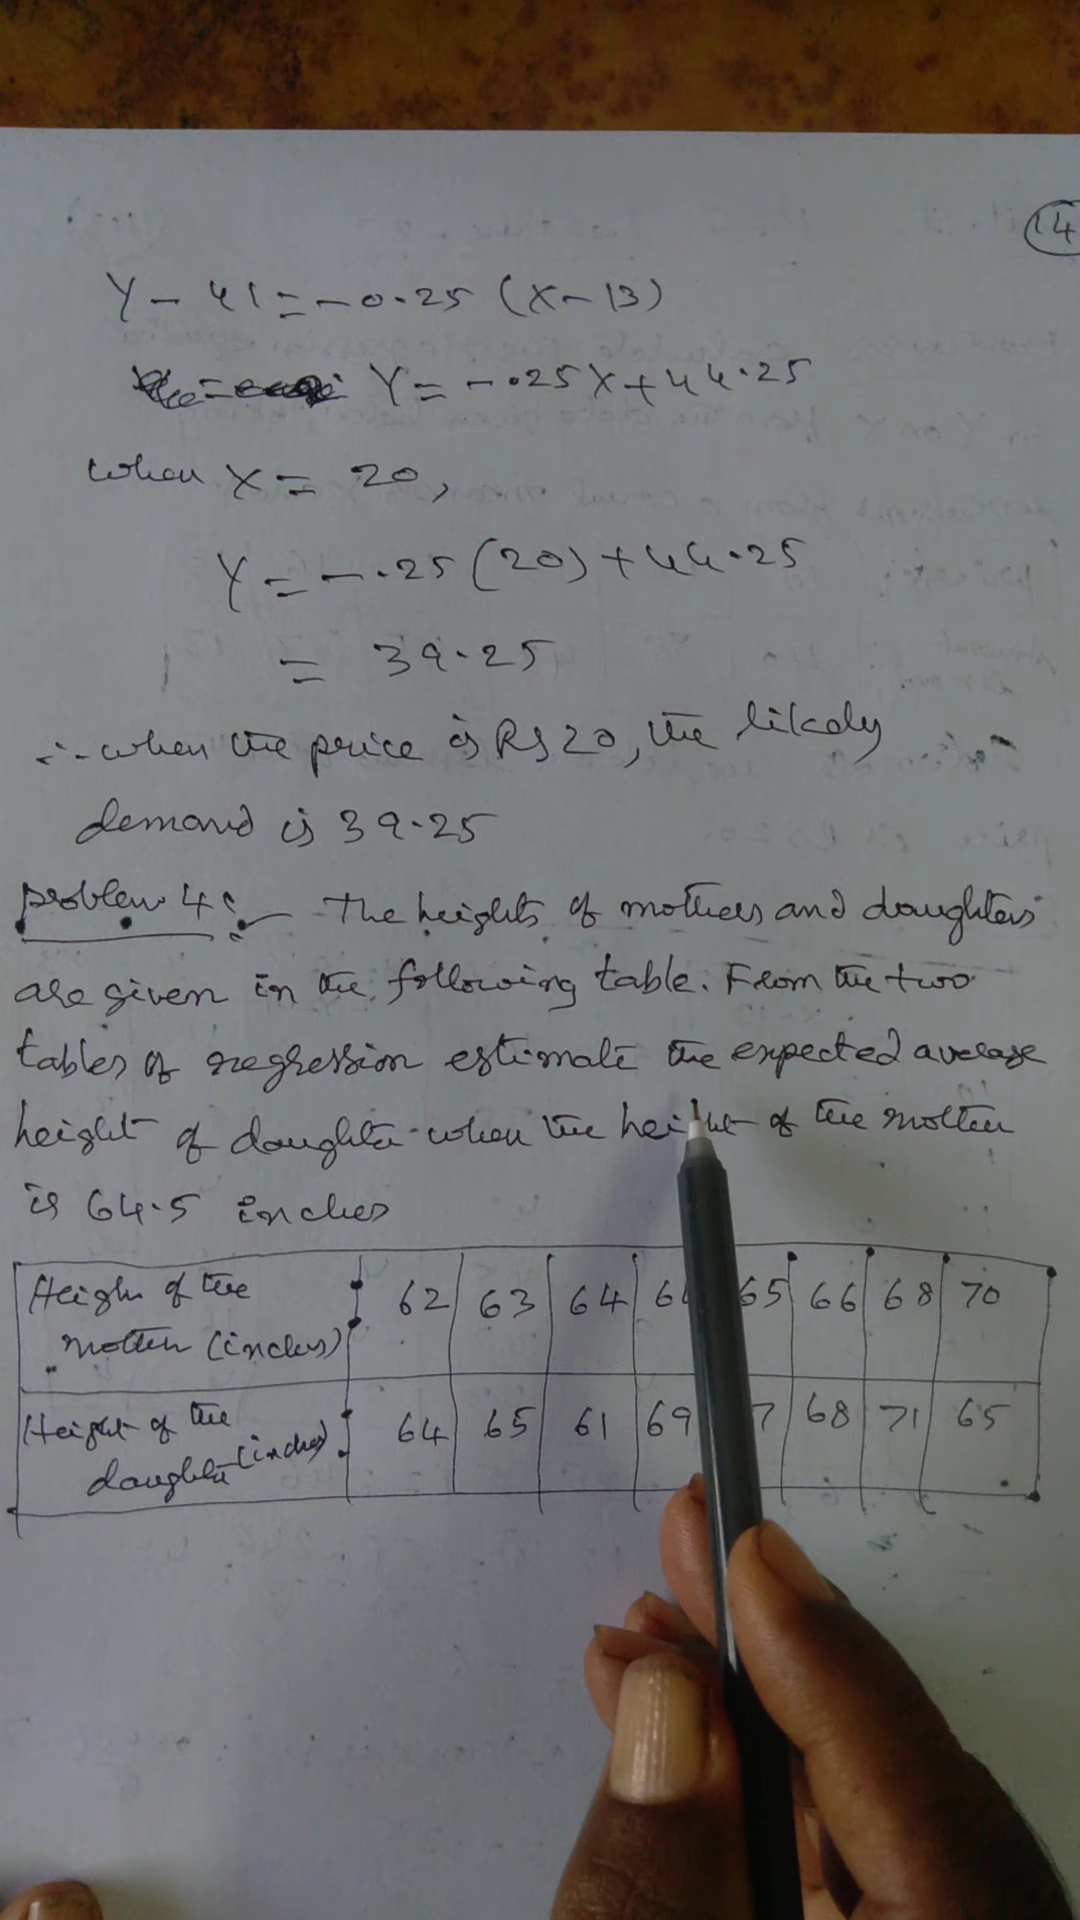 14
Y - 41 = -0.25 (X - 13)
Y = -.25X + 44.25
when X = 20,
Y = -.25 (20) + 44.25
= 39.25
∴ when the price is Rs 20, the likely
demand is 39.25
problem 4 :- The heights of mothers and daughters
are given in the following table. From the two
tables of regression estimate the expected average
height of daughter when the height of the mother
is 64.5 inches
Height of the mother (inches) 62 63 64 65 66 68 70
Height of the daughter (inches) 64 65 61 69 68 71 65